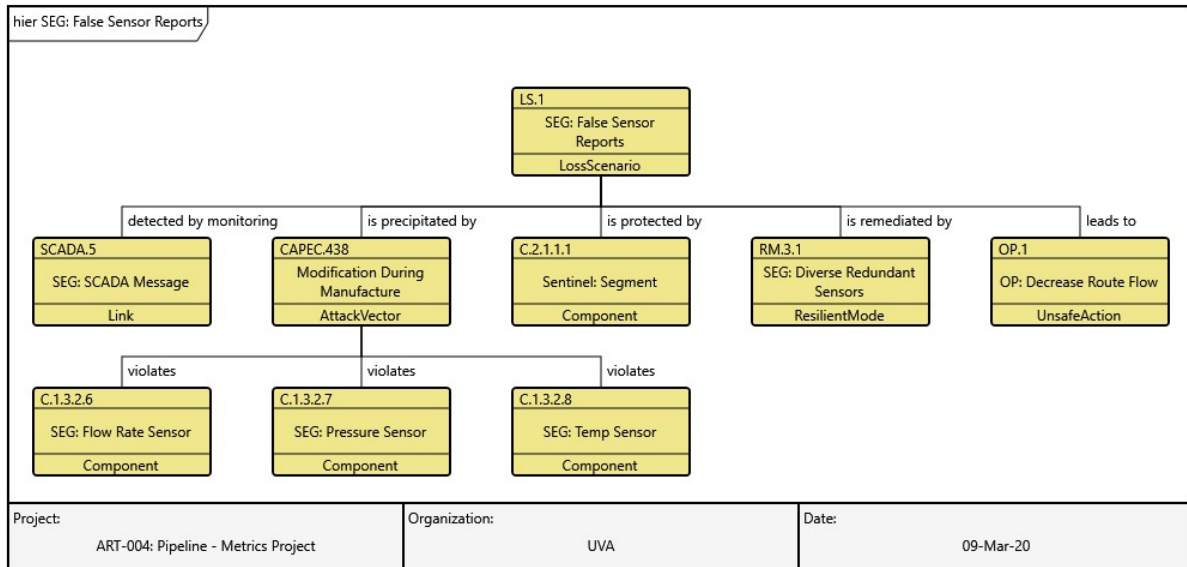 hier SEG: False Sensor Reports
LS.1
SEG: False Sensor
Reports
LossScenario
detected by monitoring
is precipitated by
is protected by
is remediated by
leads to
SCADA.5
SEG: SCADA Message
Link
CAPEC.438
Modification During
Manufacture
AttackVector
C.2.1.1.1
Sentinel: Segment
Component
RM.3.1
SEG: Diverse Redundant
Sensors
ResilientMode
OP.1
OP: Decrease Route Flow
UnsafeAction
violates
violates
violates
C.1.3.2.6
SEG: Flow Rate Sensor
Component
C.1.3.2.7
SEG: Pressure Sensor
Component
C.1.3.2.8
SEG: Temp Sensor
Component
Project:
ART-004: Pipeline - Metrics Project
Organization:
UVA
Date:
09-Mar-20